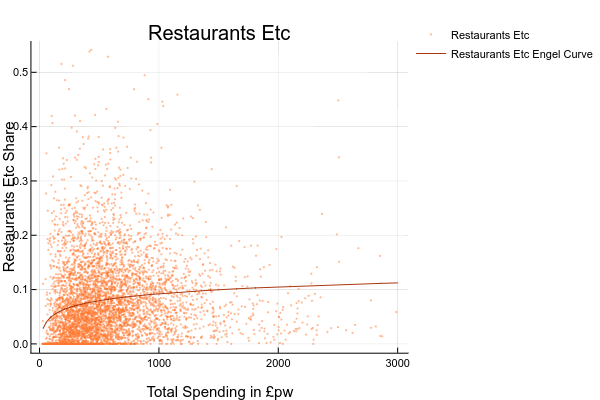 Restaurants Etc
Restaurants Etc
Restaurants Etc Engel Curve
Restaurants Etc Share
0.5
0.4
0.3
0.2
0.1
0.0
0
1000
2000
3000
Total Spending in £pw